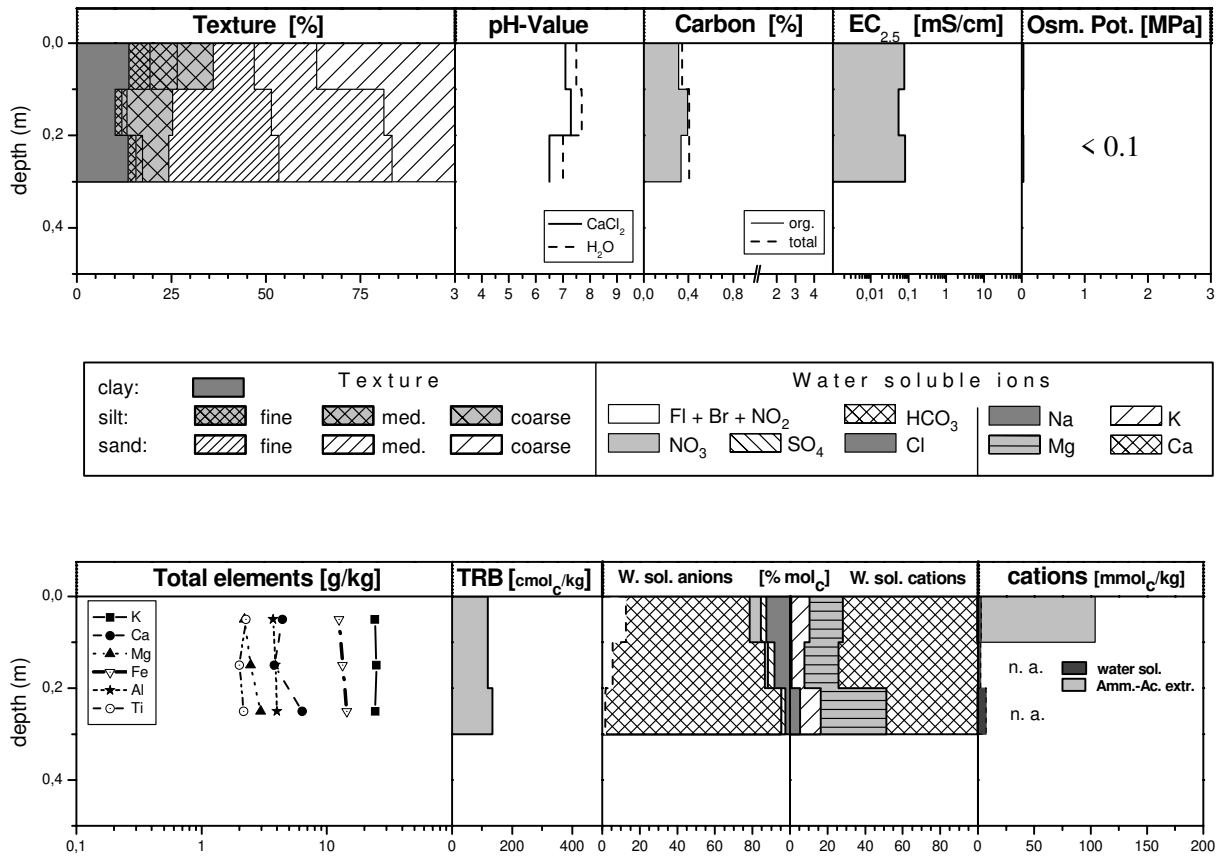 Texture [%] pH-Value Carbon [%] EC2.5 [mS/cm] Osm. Pot. [MPa]
0,0
0,2
0,4
depth (m)
CaCl2
H2O
org.
total
< 0.1
0 25 50 75 3 4 5 6 7 8 9 0,0 0,4 0,8 2 3 4 0,01 0,1 1 10 0 1 2 3
Texture Water soluble ions
clay:
silt: fine med. coarse
sand: fine med. coarse
Fl + Br + NO2 HCO3 Na K
NO3 SO4 Cl Mg Ca
Total elements [g/kg] TRB [cmolc/kg] W. sol. anions [% molc] W. sol. cations cations [mmolc/kg]
0,0
0,2
0,4
depth (m)
K
Ca
Mg
Fe
Al
Ti
n. a.
water sol.
Amm.-Ac. extr.
n. a.
0,1 1 10 0 200 400 0 20 40 60 80 0 20 40 60 80 0 50 100 150 200